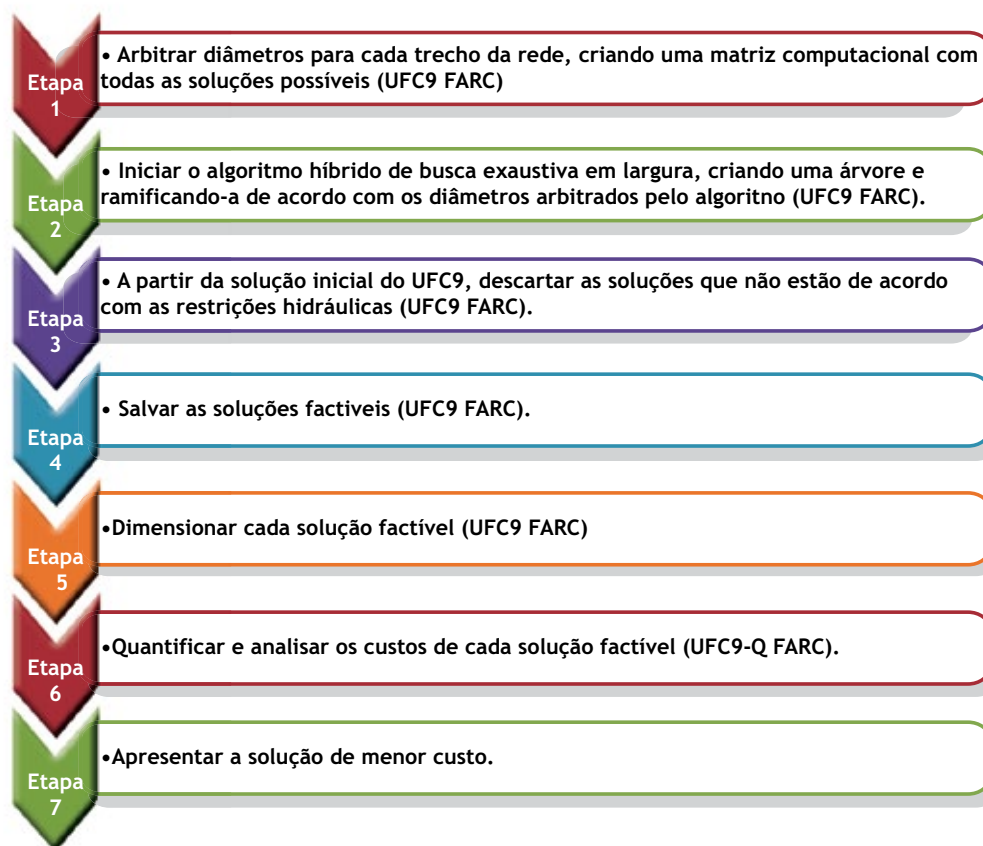 Etapa
1
• Arbitrar diâmetros para cada trecho da rede, criando uma matriz computacional com
todas as soluções possíveis (UFC9 FARC)
Etapa
2
• Iniciar o algoritmo híbrido de busca exaustiva em largura, criando uma árvore e
ramificando-a de acordo com os diâmetros arbitrados pelo algoritno (UFC9 FARC).
Etapa
3
• A partir da solução inicial do UFC9, descartar as soluções que não estão de acordo
com as restrições hidráulicas (UFC9 FARC).
Etapa
4
• Salvar as soluções factiveis (UFC9 FARC).
Etapa
5
•Dimensionar cada solução factível (UFC9 FARC)
Etapa
6
•Quantificar e analisar os custos de cada solução factível (UFC9-Q FARC).
Etapa
7
•Apresentar a solução de menor custo.